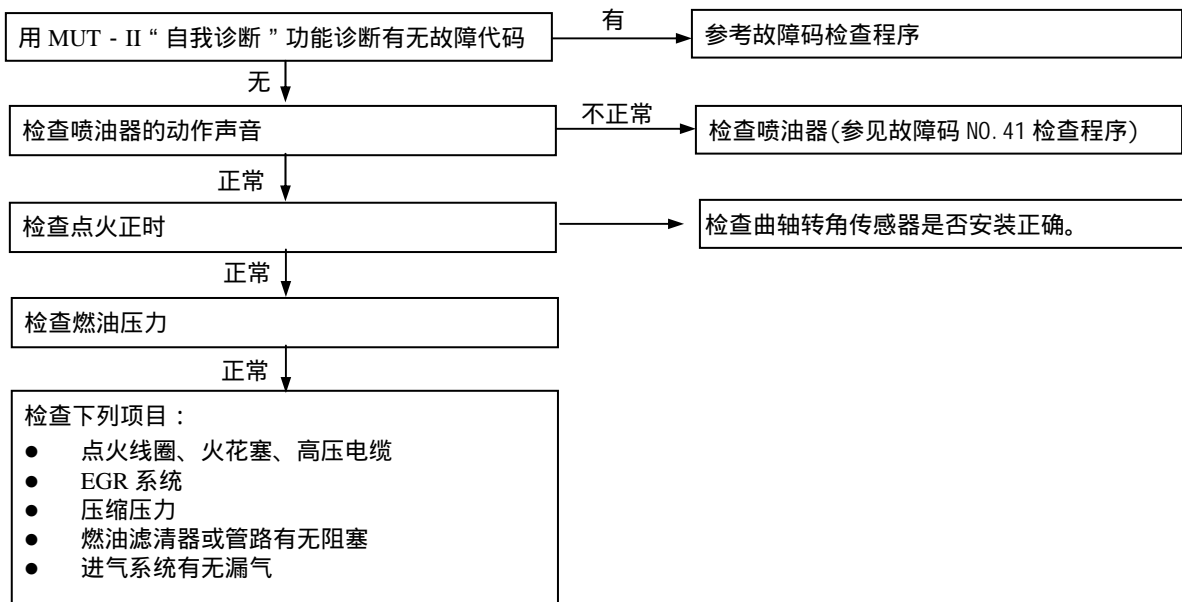 用 MUT - II “ 自我诊断 ” 功能诊断有无故障代码
有
参考故障码检查程序
无
检查喷油器的动作声音
不正常
检查喷油器(参见故障码 NO.41 检查程序)
正常
检查点火正时
检查曲轴转角传感器是否安装正确。
正常
检查燃油压力
正常
检查下列项目：
● 点火线圈、火花塞、高压电缆
● EGR 系统
● 压缩压力
● 燃油滤清器或管路有无阻塞
● 进气系统有无漏气